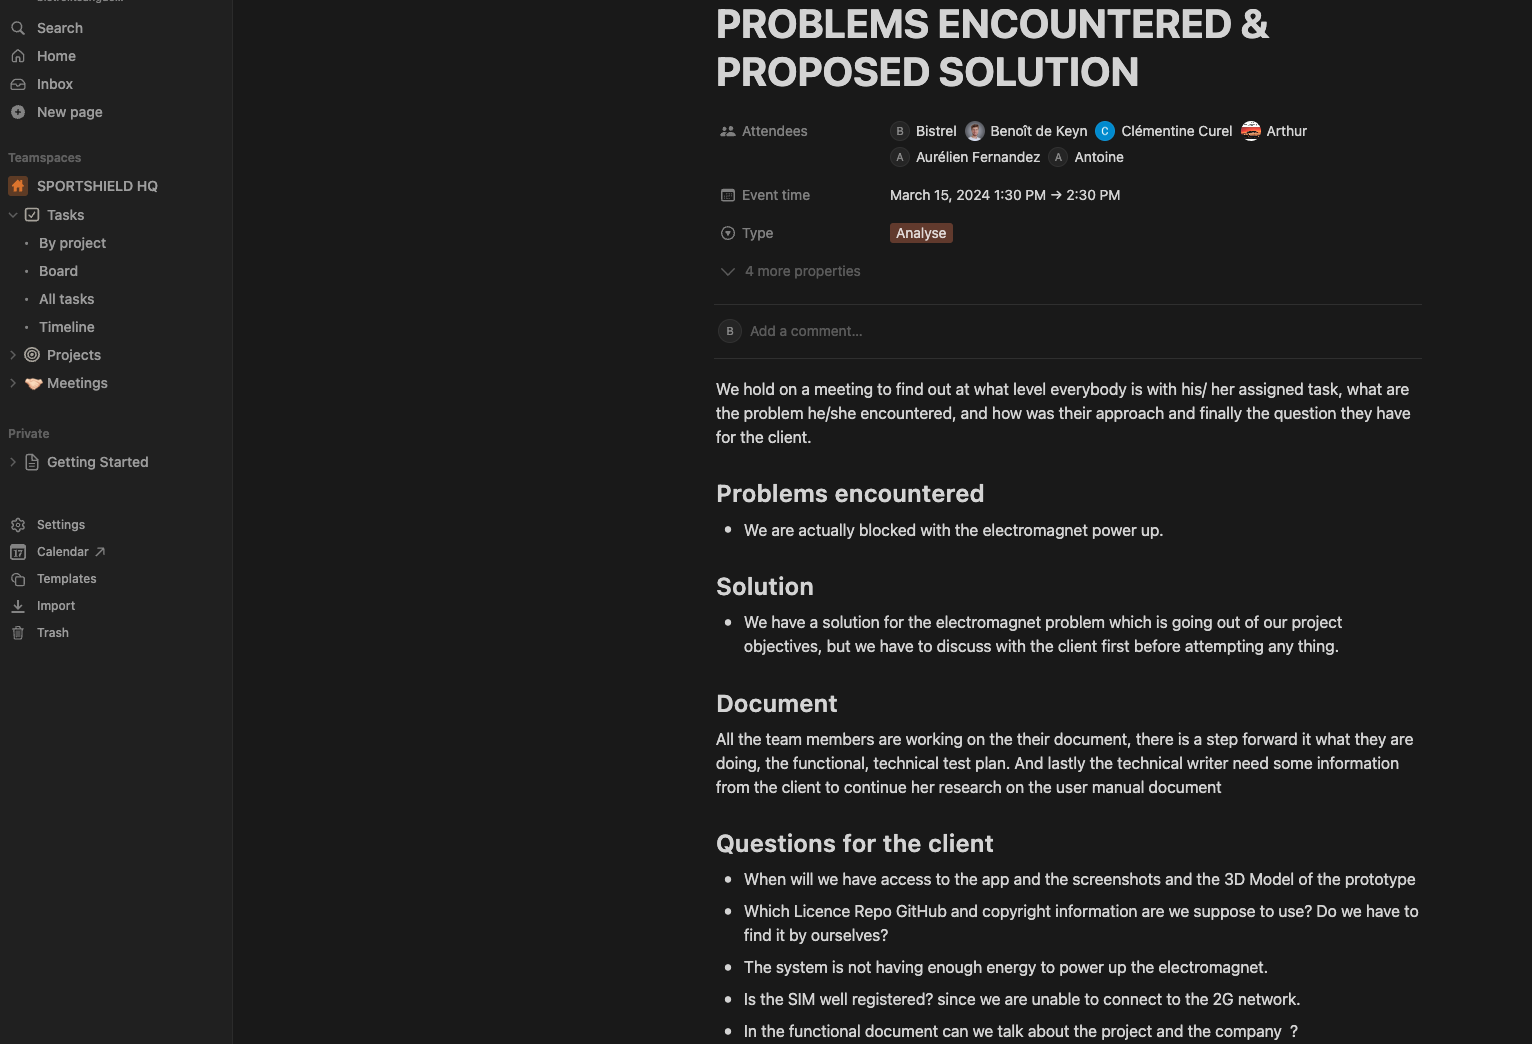 Search
Home
Inbox
New page
Teamspaces
SPORTSHIELD HQ
Tasks
By project
Board
All tasks
Timeline
Projects
Meetings
Private
Getting Started
Settings
17
Calendar
Templates
Import
Trash
PROBLEMS ENCOUNTERED &
PROPOSED SOLUTION
Attendees
B Bistrel Benoît de Keyn C Clémentine Curel Arthur
A Aurélien Fernandez A Antoine
Event time
March 15, 2024 1:30 PM → 2:30 PM
Type
Analyse
4 more properties
B Add a comment…
We hold on a meeting to find out at what level everybody is with his/ her assigned task, what are
the problem he/she encountered, and how was their approach and finally the question they have
for the client.
Problems encountered
• We are actually blocked with the electromagnet power up.
Solution
• We have a solution for the electromagnet problem which is going out of our project
objectives, but we have to discuss with the client first before attempting any thing.
Document
All the team members are working on the their document, there is a step forward it what they are
doing, the functional, technical test plan. And lastly the technical writer need some information
from the client to continue her research on the user manual document
Questions for the client
• When will we have access to the app and the screenshots and the 3D Model of the prototype
• Which Licence Repo GitHub and copyright information are we suppose to use? Do we have to
find it by ourselves?
• The system is not having enough energy to power up the electromagnet.
• Is the SIM well registered? since we are unable to connect to the 2G network.
• In the functional document can we talk about the project and the company  ?